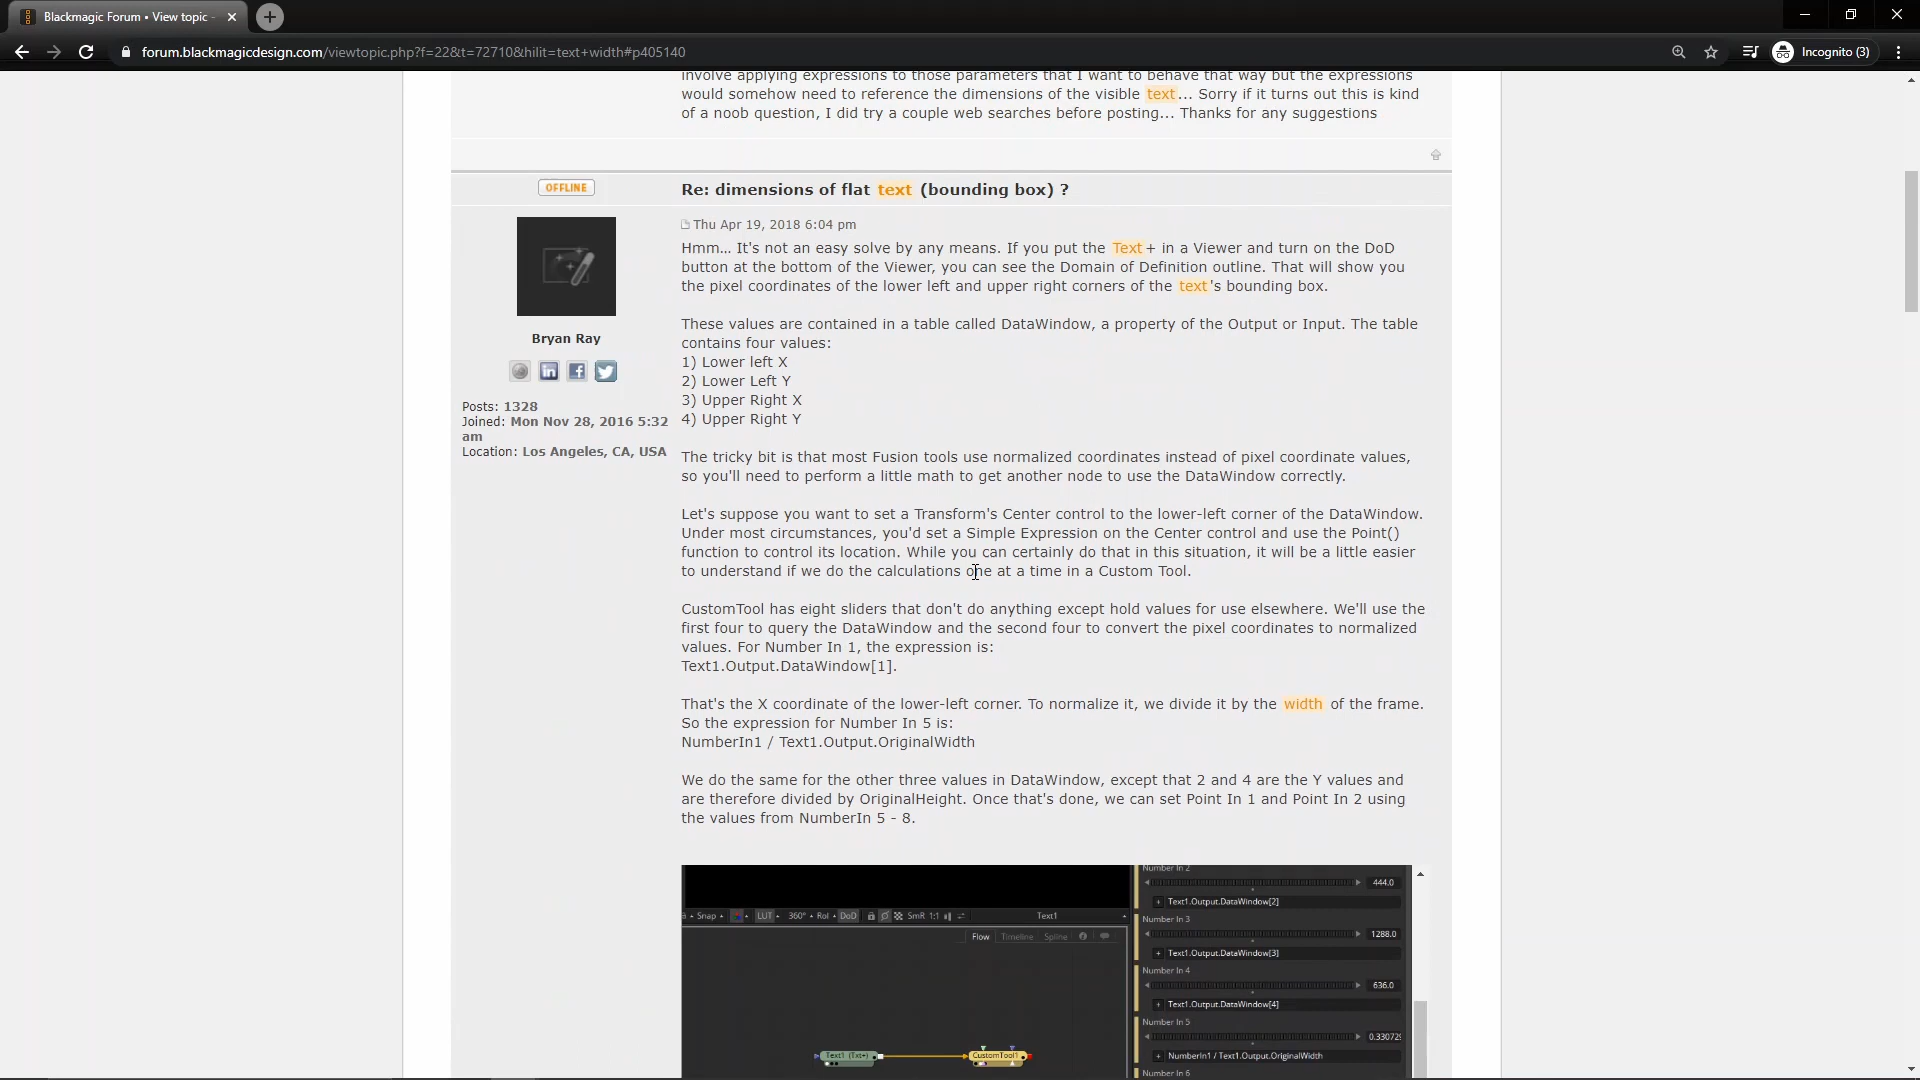 Blackmagic Forum • View topic -
forum.blackmagicdesign.com/viewtopic.php?f=22&t=72710&hilit=text+width#p405140
Incognito (3)
involve applying expressions to those parameters that I want to behave that way but the expressions
would somehow need to reference the dimensions of the visible text... Sorry if it turns out this is kind
of a noob question, I did try a couple web searches before posting... Thanks for any suggestions
OFFLINE
Re: dimensions of flat text (bounding box) ?
Thu Apr 19, 2018 6:04 pm
Bryan Ray
Posts: 1328
Joined: Mon Nov 28, 2016 5:32
am
Location: Los Angeles, CA, USA
Hmm... It's not an easy solve by any means. If you put the Text+ in a Viewer and turn on the DoD
button at the bottom of the Viewer, you can see the Domain of Definition outline. That will show you
the pixel coordinates of the lower left and upper right corners of the text's bounding box.
These values are contained in a table called DataWindow, a property of the Output or Input. The table
contains four values:
1) Lower left X
2) Lower Left Y
3) Upper Right X
4) Upper Right Y
The tricky bit is that most Fusion tools use normalized coordinates instead of pixel coordinate values,
so you'll need to perform a little math to get another node to use the DataWindow correctly.
Let's suppose you want to set a Transform's Center control to the lower-left corner of the DataWindow.
Under most circumstances, you'd set a Simple Expression on the Center control and use the Point()
function to control its location. While you can certainly do that in this situation, it will be a little easier
to understand if we do the calculations one at a time in a Custom Tool.
CustomTool has eight sliders that don't do anything except hold values for use elsewhere. We'll use the
first four to query the DataWindow and the second four to convert the pixel coordinates to normalized
values. For Number In 1, the expression is:
Text1.Output.DataWindow[1].
That's the X coordinate of the lower-left corner. To normalize it, we divide it by the width of the frame.
So the expression for Number In 5 is:
NumberIn1 / Text1.Output.OriginalWidth
We do the same for the other three values in DataWindow, except that 2 and 4 are the Y values and
are therefore divided by OriginalHeight. Once that's done, we can set Point In 1 and Point In 2 using
the values from NumberIn 5 - 8.
Snap LUT 360° RoI DoD SmR 1:1 Text1
Flow Timeline Spline
Text1 (Txt+) CustomTool1
Number In 2
444.0
Text1.Output.DataWindow[2]
Number In 3
1288.0
Text1.Output.DataWindow[3]
Number In 4
636.0
Text1.Output.DataWindow[4]
Number In 5
0.330729
NumberIn1 / Text1.Output.OriginalWidth
Number In 6